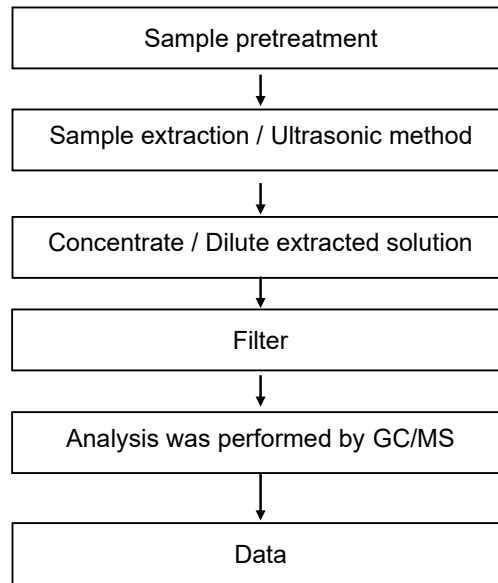 Sample pretreatment
Sample extraction / Ultrasonic method
Concentrate / Dilute extracted solution
Filter
Analysis was performed by GC/MS
Data